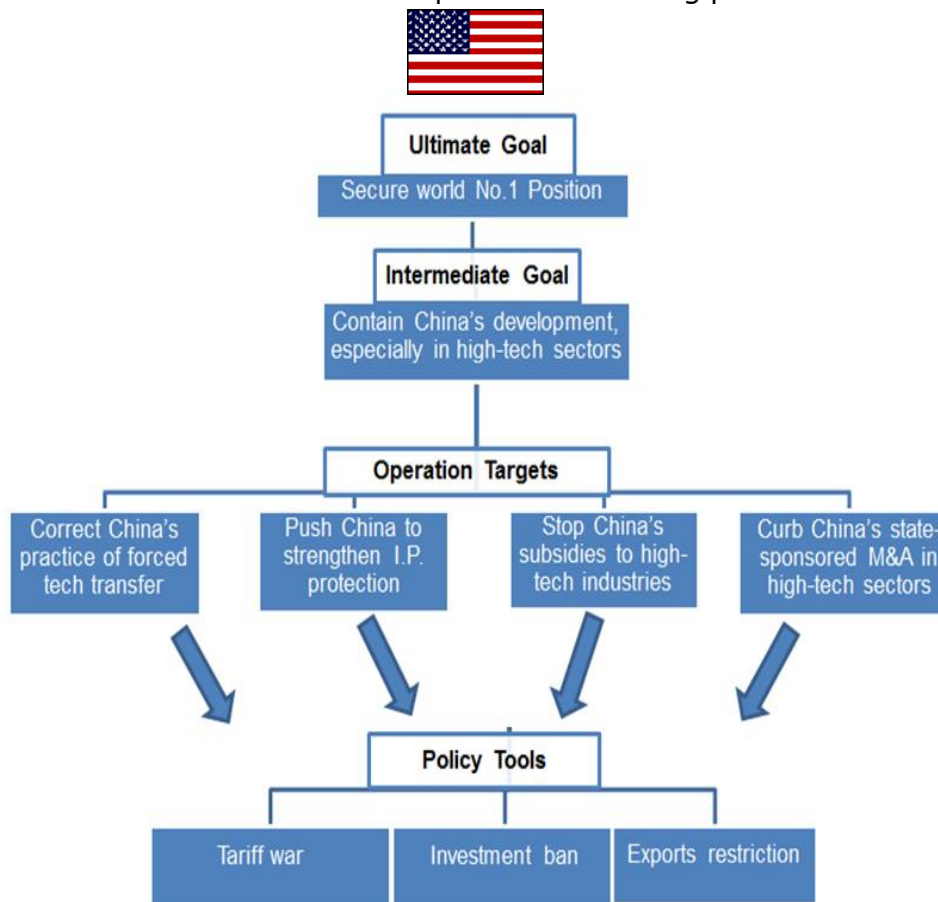 Ultimate Goal
Secure world No.1 Position
Intermediate Goal
Contain China's development,
especially in high-tech sectors
Operation Targets
Correct China's
practice of forced
tech transfer
Push China to
strengthen I.P.
protection
Stop China's
subsidies to high-
tech industries
Curb China's state-
sponsored M&A in
high-tech sectors
Policy Tools
Tariff war
Investment ban
Exports restriction